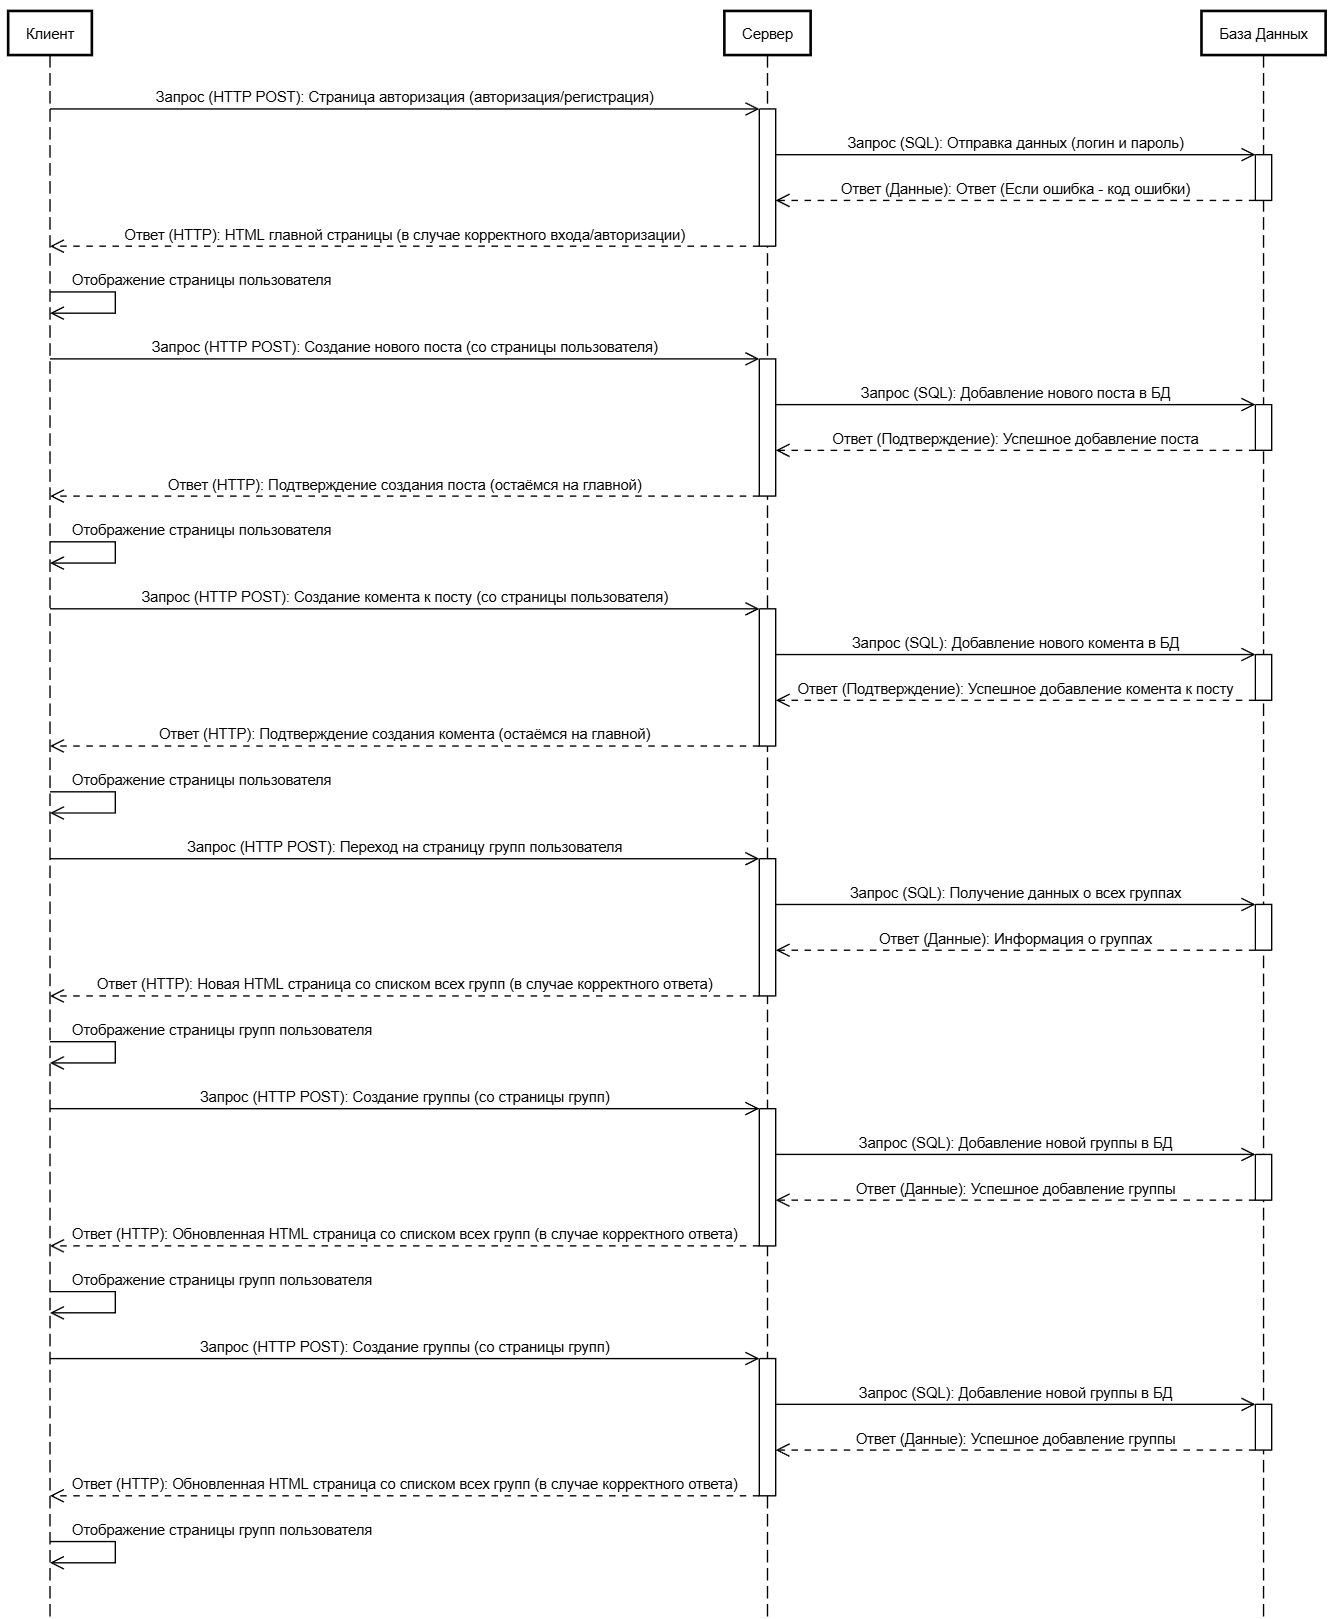 Клиент
Сервер
База Данных
Запрос (HTTP POST): Страница авторизация (авторизация/регистрация)
Запрос (SQL): Отправка данных (логин и пароль)
Ответ (Данные): Ответ (Если ошибка - код ошибки)
Ответ (HTTP): HTML главной страницы (в случае корректного входа/авторизации)
Отображение страницы пользователя
Запрос (HTTP POST): Создание нового поста (со страницы пользователя)
Запрос (SQL): Добавление нового поста в БД
Ответ (Подтверждение): Успешное добавление поста
Ответ (HTTP): Подтверждение создания поста (остаёмся на главной)
Отображение страницы пользователя
Запрос (HTTP POST): Создание комента к посту (со страницы пользователя)
Запрос (SQL): Добавление нового комента в БД
Ответ (Подтверждение): Успешное добавление комента к посту
Ответ (HTTP): Подтверждение создания комента (остаёмся на главной)
Отображение страницы пользователя
Запрос (HTTP POST): Переход на страницу групп пользователя
Запрос (SQL): Получение данных о всех группах
Ответ (Данные): Информация о группах
Ответ (HTTP): Новая HTML страница со списком всех групп (в случае корректного ответа)
Отображение страницы групп пользователя
Запрос (HTTP POST): Создание группы (со страницы групп)
Запрос (SQL): Добавление новой группы в БД
Ответ (Данные): Успешное добавление группы
Ответ (HTTP): Обновленная HTML страница со списком всех групп (в случае корректного ответа)
Отображение страницы групп пользователя
Запрос (HTTP POST): Создание группы (со страницы групп)
Запрос (SQL): Добавление новой группы в БД
Ответ (Данные): Успешное добавление группы
Ответ (HTTP): Обновленная HTML страница со списком всех групп (в случае корректного ответа)
Отображение страницы групп пользователя